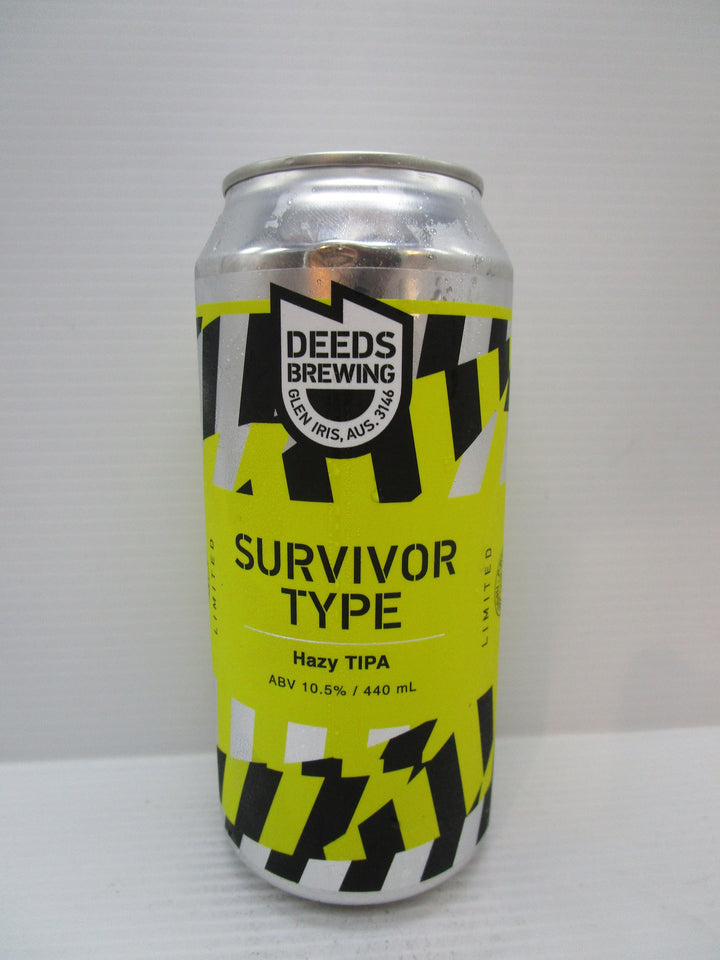 DEEDS
BREWING
GLEN IRIS, AUS. 3146
SURVIVOR
TYPE
Hazy TIPA
ABV 10.5% / 440 mL
LIMITED
LIMITED